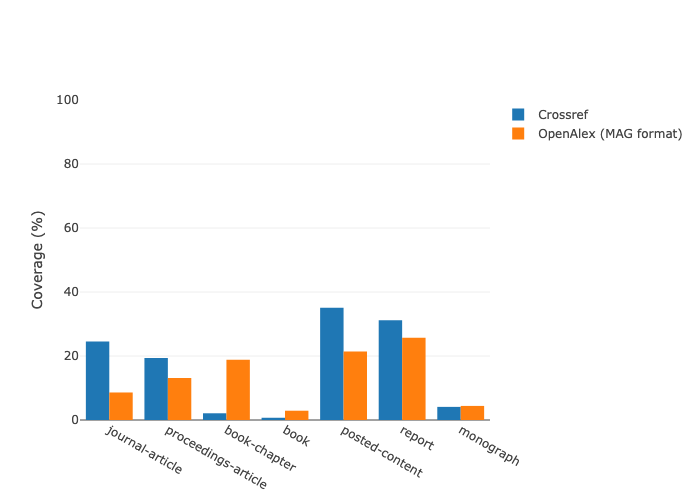 100
80
60
40
20
0
Coverage (%)
journal-article
proceedings-article
book-chapter
book
posted-content
report
monograph
Crossref
OpenAlex (MAG format)